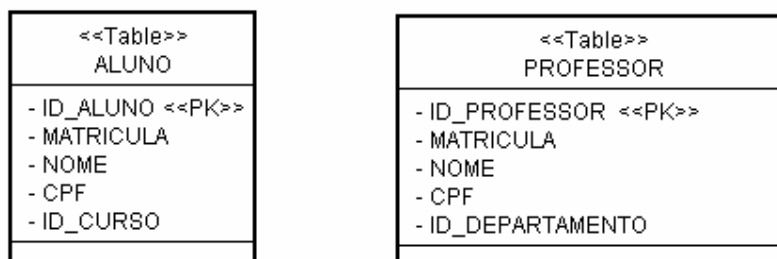 <<Table>>
ALUNO
- ID_ALUNO <<PK>>
- MATRICULA
- NOME
- CPF
- ID_CURSO
<<Table>>
PROFESSOR
- ID_PROFESSOR <<PK>>
- MATRICULA
- NOME
- CPF
- ID_DEPARTAMENTO